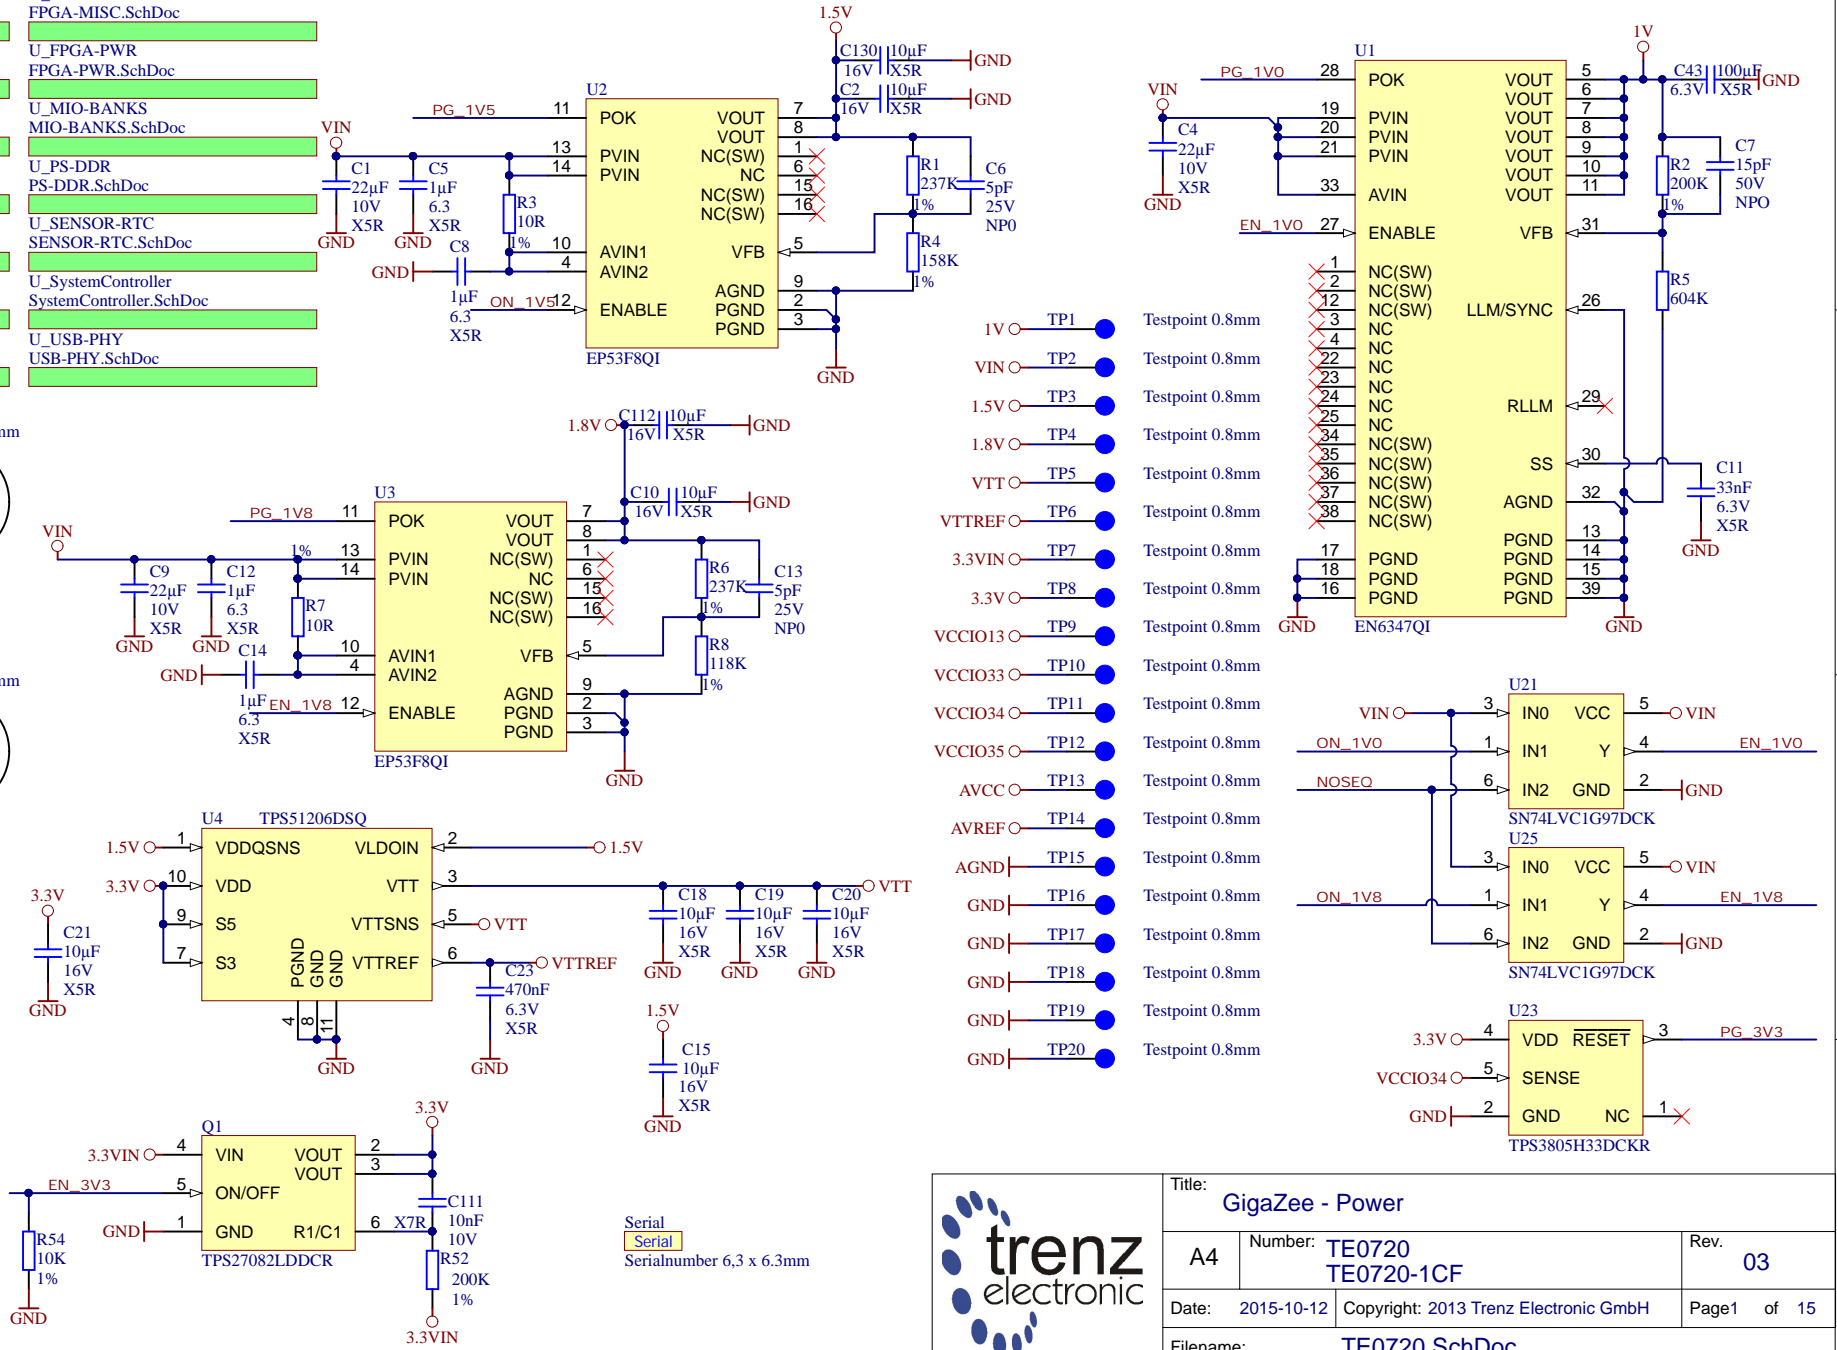 FPGA-MISC.SchDoc
U_FPGA-PWR
FPGA-PWR.SchDoc
U_MIO-BANKS
MIO-BANKS.SchDoc
U_PS-DDR
PS-DDR.SchDoc
U_SENSOR-RTC
SENSOR-RTC.SchDoc
U_SystemController
SystemController.SchDoc
U_USB-PHY
USB-PHY.SchDoc
mm
mm
1.5V
C130 10µF
16V X5R
GND
C2 10µF
16V X5R
GND
U2
PG_1V5 11 POK
VOUT 7
VOUT 8
VIN
13 PVIN
14 PVIN
NC(SW) 1
NC 6
NC(SW) 15
NC(SW) 16
C1
22µF
10V
X5R
GND
C5
1µF
6.3
X5R
GND
R3
10R
1%
R1
237K
1%
C6
5pF
25V
NP0
GND C8
1µF
6.3
X5R
10 AVIN1
4 AVIN2
VFB 5
R4
158K
1%
ON_1V5 12 ENABLE
AGND 9
PGND 2
PGND 3
EP53F8QI
GND
1V
U1
PG_1V0 28 POK
VOUT 5
VOUT 6
VOUT 7
VOUT 8
VOUT 9
VOUT 10
VOUT 11
C43 100µF
6.3V X5R
GND
VIN
C4
22µF
10V
X5R
GND
19 PVIN
20 PVIN
21 PVIN
33 AVIN
R2
200K
1%
C7
15pF
50V
NPO
EN_1V0 27 ENABLE
VFB 31
1 NC(SW)
2 NC(SW)
12 NC(SW)
3 NC
4 NC
22 NC
23 NC
24 NC
25 NC
34 NC(SW)
35 NC(SW)
36 NC(SW)
37 NC(SW)
38 NC(SW)
R5
604K
LLM/SYNC 26
RLLM 29
SS 30
C11
33nF
6.3V
X5R
GND
AGND 32
PGND 13
PGND 14
PGND 15
PGND 39
17 PGND
18 PGND
16 PGND
GND
EN6347QI
GND
1.8V
C112 10µF
16V X5R
GND
C10 10µF
16V X5R
GND
U3
PG_1V8 11 POK
VOUT 7
VOUT 8
VIN
1%
13 PVIN
14 PVIN
NC(SW) 1
NC 6
NC(SW) 15
NC(SW) 16
C9
22µF
10V
X5R
GND
C12
1µF
6.3
X5R
GND
R7
10R
R6
237K
1%
C13
5pF
25V
NP0
GND C14
1µF
6.3
X5R
10 AVIN1
4 AVIN2
VFB 5
R8
118K
1%
EN_1V8 12 ENABLE
AGND 9
PGND 2
PGND 3
EP53F8QI
GND
1V TP1 Testpoint 0.8mm
VIN TP2 Testpoint 0.8mm
1.5V TP3 Testpoint 0.8mm
1.8V TP4 Testpoint 0.8mm
VTT TP5 Testpoint 0.8mm
VTTREF TP6 Testpoint 0.8mm
3.3VIN TP7 Testpoint 0.8mm
3.3V TP8 Testpoint 0.8mm
VCCIO13 TP9 Testpoint 0.8mm
VCCIO33 TP10 Testpoint 0.8mm
VCCIO34 TP11 Testpoint 0.8mm
VCCIO35 TP12 Testpoint 0.8mm
AVCC TP13 Testpoint 0.8mm
AVREF TP14 Testpoint 0.8mm
AGND TP15 Testpoint 0.8mm
GND TP16 Testpoint 0.8mm
GND TP17 Testpoint 0.8mm
GND TP18 Testpoint 0.8mm
GND TP19 Testpoint 0.8mm
GND TP20 Testpoint 0.8mm
U21
VIN 3 IN0 VCC 5 VIN
ON_1V0 1 IN1 Y 4 EN_1V0
NOSEQ 6 IN2 GND 2 GND
SN74LVC1G97DCK
U25
3 IN0 VCC 5 VIN
ON_1V8 1 IN1 Y 4 EN_1V8
6 IN2 GND 2 GND
SN74LVC1G97DCK
U23
3.3V 4 VDD RESET 3 PG_3V3
VCCIO34 5 SENSE
GND 2 GND NC 1
TPS3805H33DCKR
U4 TPS51206DSQ
1.5V 1 VDDQSNS VLDOIN 2 1.5V
3.3V 10 VDD VTT 3 VTT
9 S5 VTTSNS 5 VTT
7 S3 VTTREF 6 VTTREF
PGND GND GND
4 8 11
GND
3.3V
C21
10µF
16V
X5R
GND
C18
10µF
16V
X5R
GND
C19
10µF
16V
X5R
GND
C20
10µF
16V
X5R
GND
C23
470nF
6.3V
X5R
GND
1.5V
C15
10µF
16V
X5R
GND
3.3V
Q1
3.3VIN 4 VIN VOUT 2
VOUT 3
EN_3V3 5 ON/OFF
GND 1 GND R1/C1 6 X7R
TPS27082LDDCR
C111
10nF
10V
R52
200K
1%
3.3VIN
R54
10K
1%
GND
Serial
Serial
Serialnumber 6,3 x 6.3mm
trenz
electronic
Title:
GigaZee - Power
A4
Number: TE0720
TE0720-1CF
Rev.
03
Date: 2015-10-12 Copyright: 2013 Trenz Electronic GmbH Page1 of 15
Filename: TE0720.SchDoc